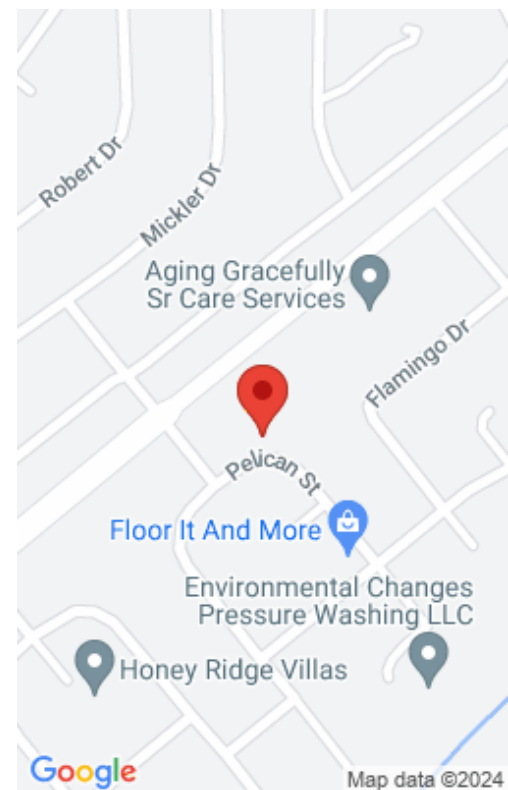 Robert Dr
Mickler Dr
Aging Gracefully
Sr Care Services
Flamingo Dr
Pelican St
Floor It And More
Environmental Changes
Pressure Washing LLC
Honey Ridge Villas
Google
Map data ©2024